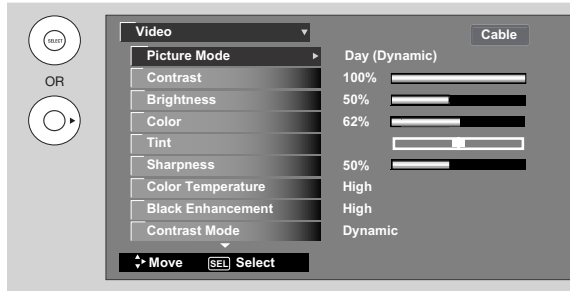 SELECT
OR
Video
Cable
Picture Mode Day (Dynamic)
Contrast 100%
Brightness 50%
Color 62%
Tint
Sharpness 50%
Color Temperature High
Black Enhancement High
Contrast Mode Dynamic
Move SEL Select